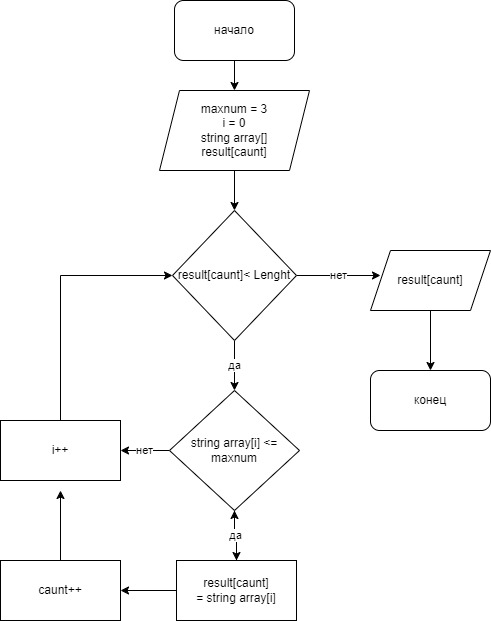 начало
maxnum = 3
i = 0
string array[]
result[caunt]
result[caunt]< Lenght
нет
result[caunt]
да
конец
string array[i] <=
maxnum
нет
i++
да
result[caunt]
= string array[i]
caunt++